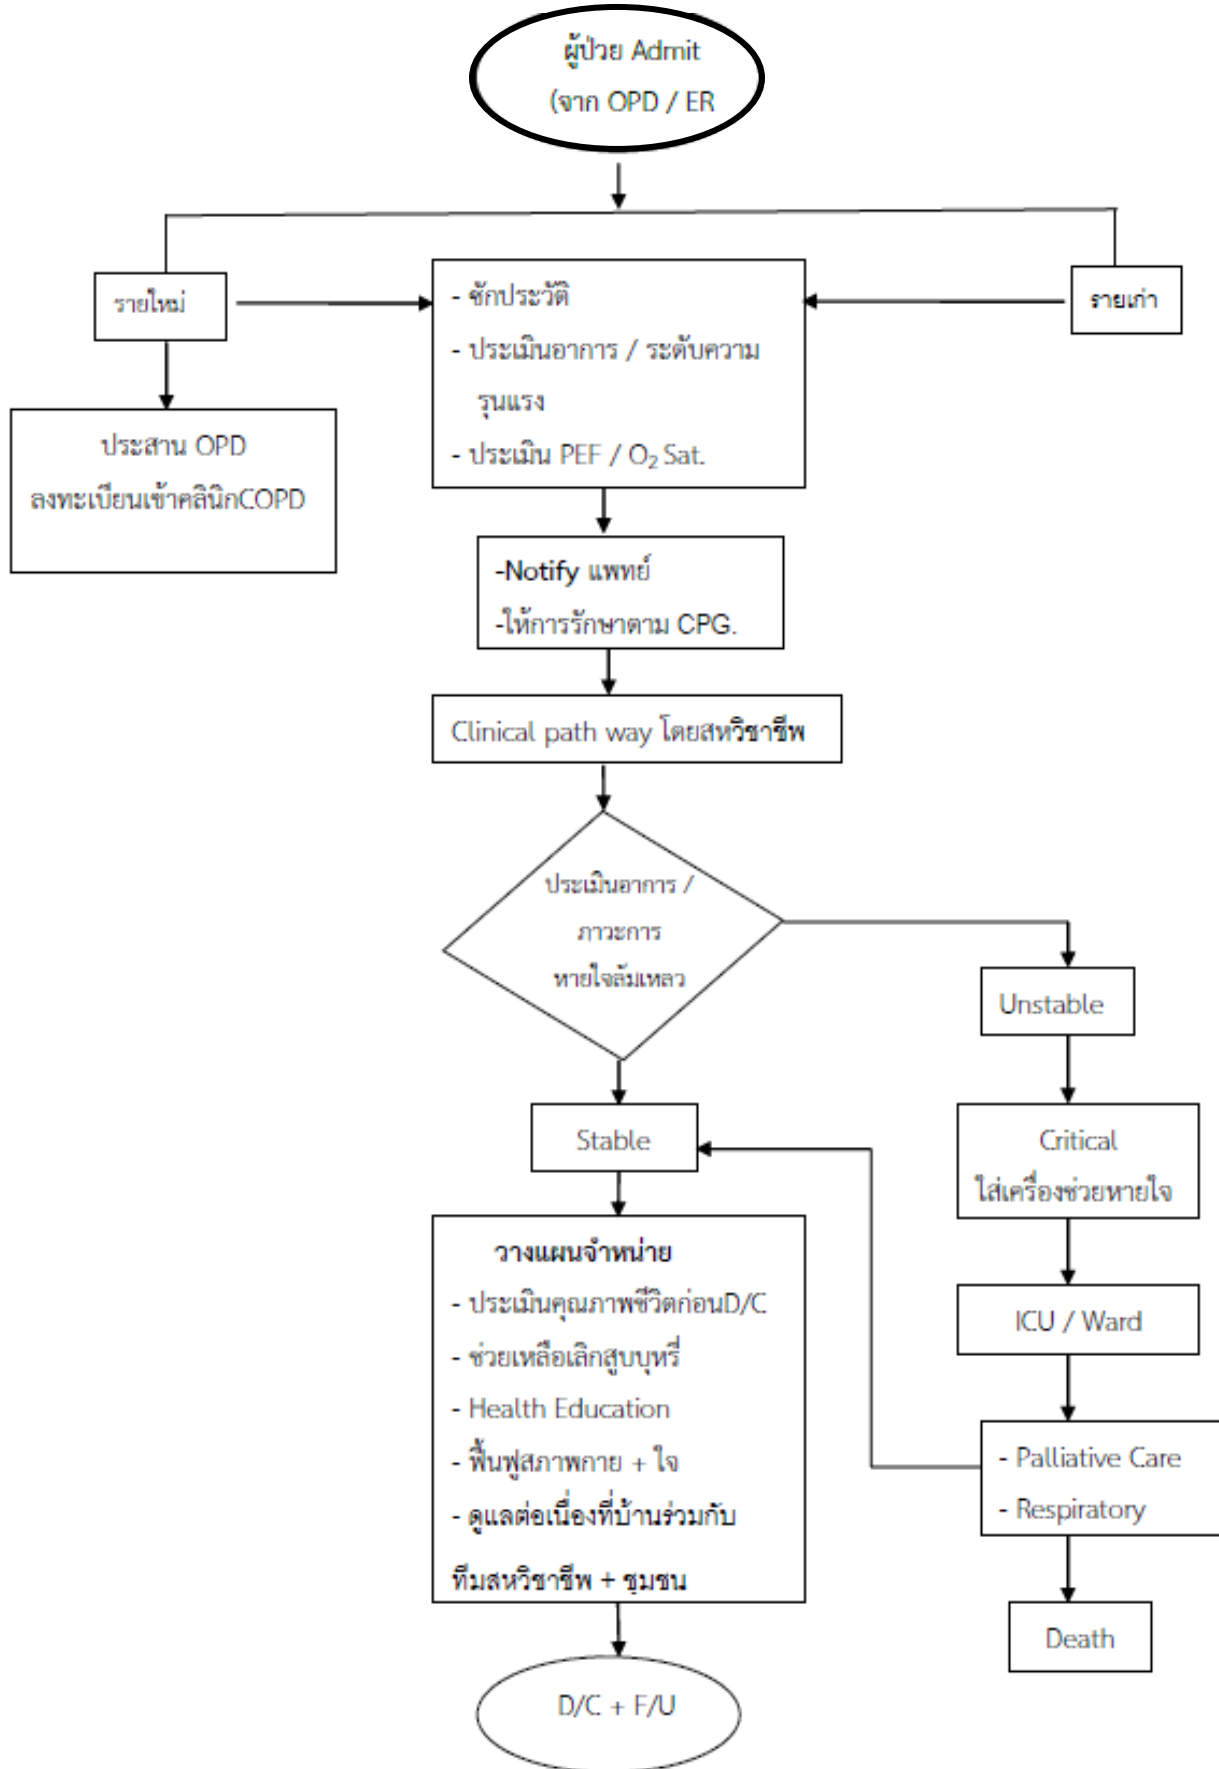 ผู้ป่วย Admit
(จาก OPD / ER
รายใหม่
- ซักประวัติ
- ประเมินอาการ / ระดับความ
รุนแรง
- ประเมิน PEF / O₂ Sat.
รายเก่า
ประสาน OPD
ลงทะเบียนเข้าคลินิกCOPD
-Notify แพทย์
-ให้การรักษาตาม CPG.
Clinical path way โดยสหวิชาชีพ
ประเมินอาการ /
ภาวะการ
หายใจล้มเหลว
Unstable
Stable
Critical
ใส่เครื่องช่วยหายใจ
วางแผนจำหน่าย
- ประเมินคุณภาพชีวิตก่อนD/C
- ช่วยเหลือเลิกสูบบุหรี่
- Health Education
- ฟื้นฟูสภาพกาย + ใจ
- ดูแลต่อเนื่องที่บ้านร่วมกับ
ทีมสหวิชาชีพ + ชุมชน
ICU / Ward
- Palliative Care
- Respiratory
Death
D/C + F/U